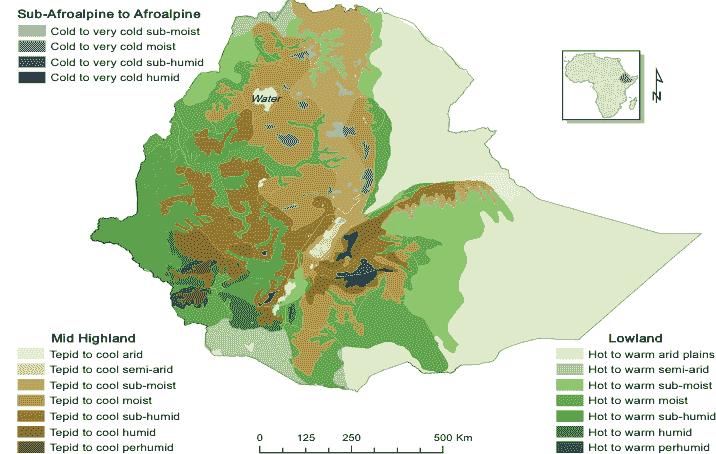 Sub-Afroalpine to Afroalpine
Cold to very cold sub-moist
Cold to very cold moist
Cold to very cold sub-humid
Cold to very cold humid
Water
N
Mid Highland
Tepid to cool arid
Tepid to cool semi-arid
Tepid to cool sub-moist
Tepid to cool moist
Tepid to cool sub-humid
Tepid to cool humid
Tepid to cool perhumid
Lowland
Hot to warm arid plains
Hot to warm semi-arid
Hot to warm sub-moist
Hot to warm moist
Hot to warm sub-humid
Hot to warm humid
Hot to warm perhumid
0 125 250 500 Km